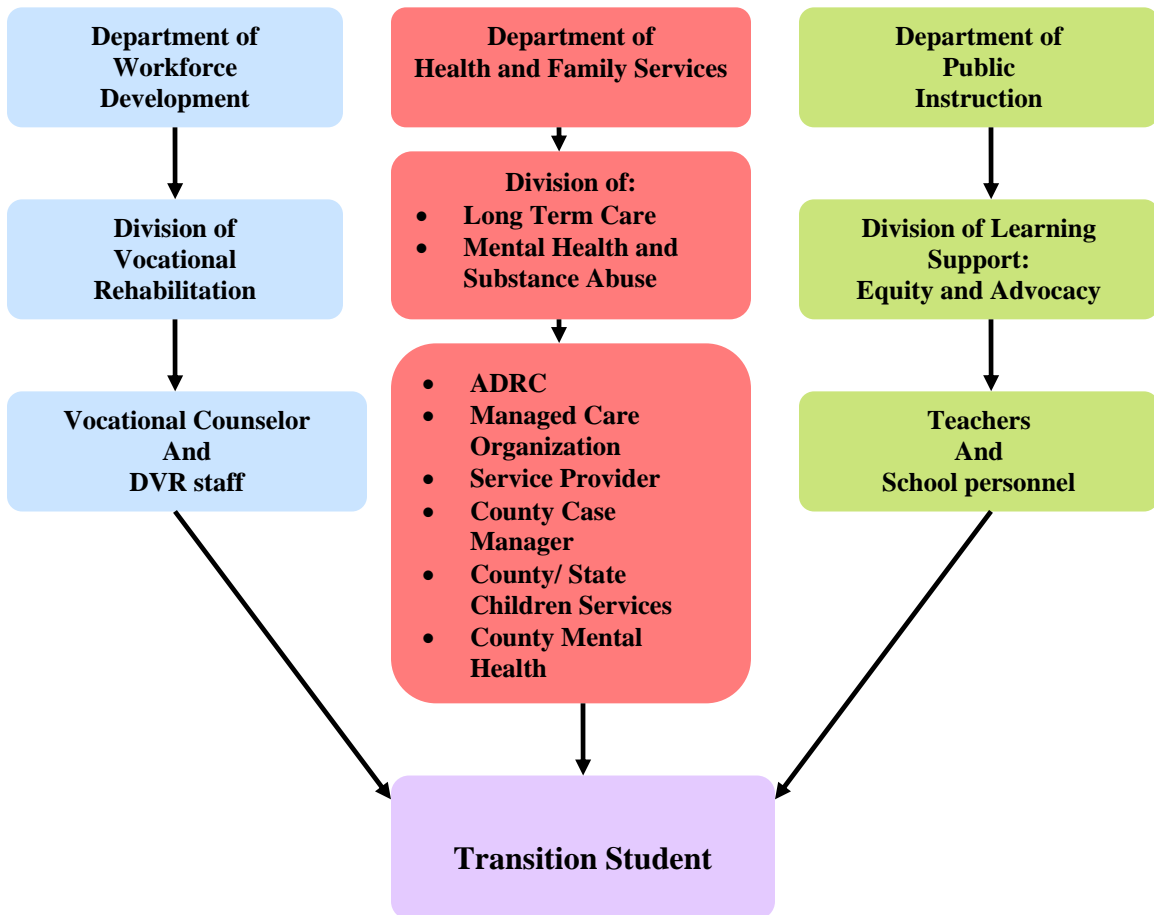 Department of
Workforce
Development
Department of
Health and Family Services
Department of
Public
Instruction
Division of
Vocational
Rehabilitation
Division of:
• Long Term Care
• Mental Health and
Substance Abuse
Division of Learning
Support:
Equity and Advocacy
Vocational Counselor
And
DVR staff
• ADRC
• Managed Care
Organization
• Service Provider
• County Case
Manager
• County/ State
Children Services
• County Mental
Health
Teachers
And
School personnel
Transition Student